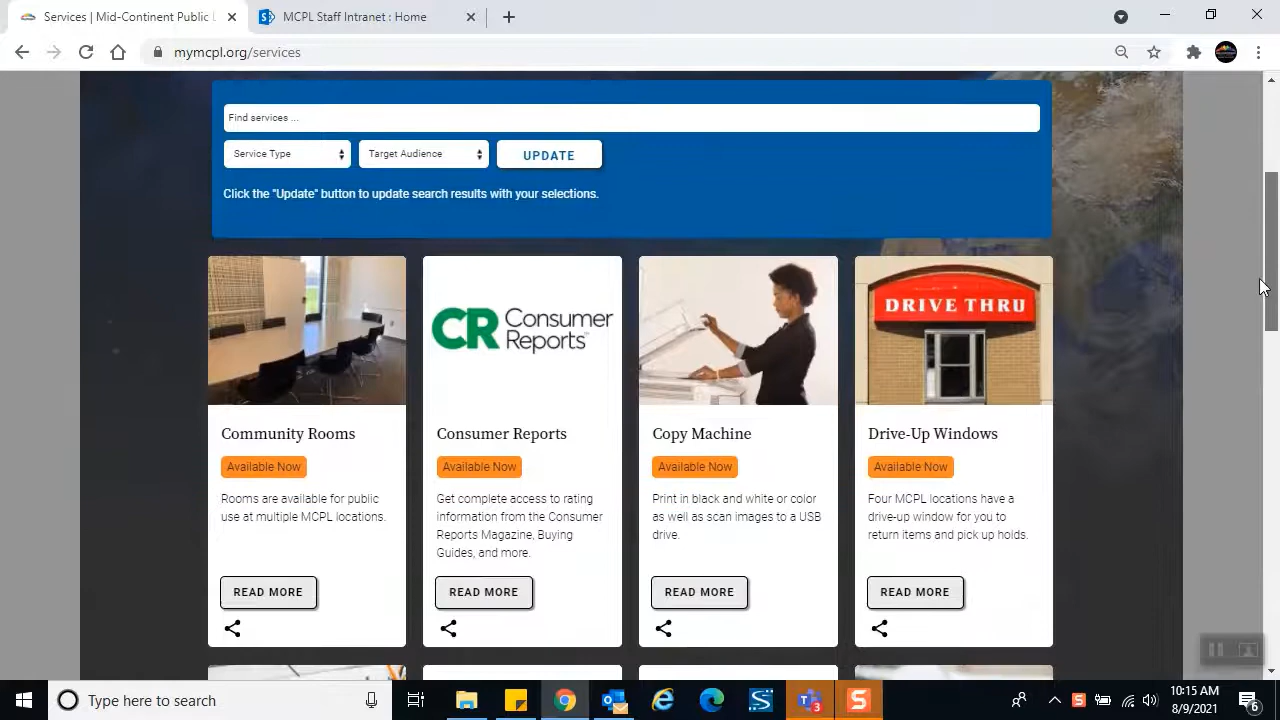 Services | Mid-Continent Public L
MCPL Staff Intranet : Home
mymcpl.org/services
Find services ...
Service Type
Target Audience
UPDATE
Click the "Update" button to update search results with your selections.
CR Consumer Reports
DRIVE THRU
Community Rooms
Available Now
Rooms are available for public
use at multiple MCPL locations.
READ MORE
Consumer Reports
Available Now
Get complete access to rating
information from the Consumer
Reports Magazine, Buying
Guides, and more.
READ MORE
Copy Machine
Available Now
Print in black and white or color
as well as scan images to a USB
drive.
READ MORE
Drive-Up Windows
Available Now
Four MCPL locations have a
drive-up window for you to
return items and pick up holds.
READ MORE
Type here to search
3
10:15 AM
8/9/2021
3